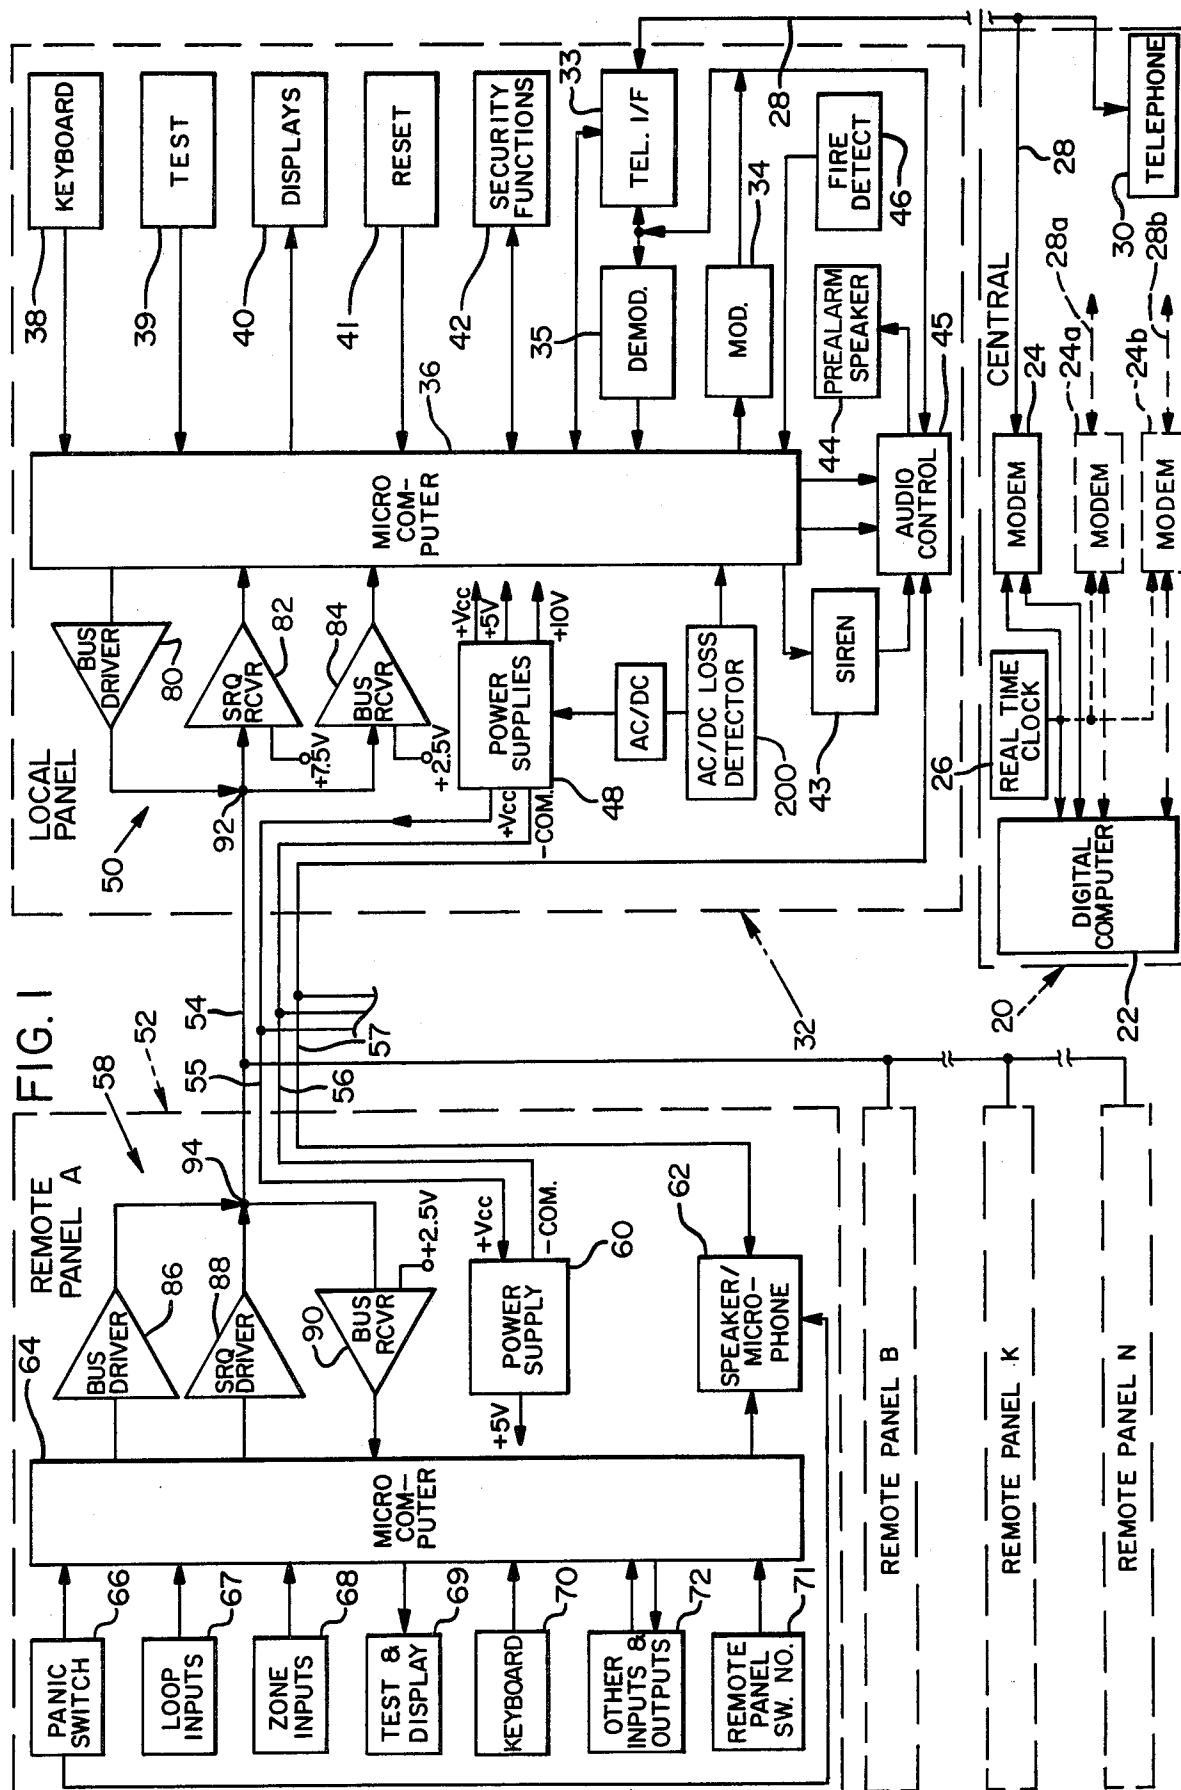 FIG. 1
REMOTE
PANEL A
58
52
64
BUS
DRIVER
86
SRQ
DRIVER
88
94
90
BUS
RCVR
+2.5V
+Vcc
-COM.
POWER
SUPPLY
60
+5V
62
SPEAKER/
MICRO-
PHONE
MICRO
COM-
PUTER
PANIC
SWITCH
66
LOOP
INPUTS
67
ZONE
INPUTS
68
TEST &
DISPLAY
69
KEYBOARD
70
OTHER
INPUTS &
OUTPUTS
72
REMOTE
PANEL
SW. NO.
71
REMOTE PANEL B
REMOTE PANEL K
REMOTE PANEL N
54
55
56
57
LOCAL
PANEL
50
92
BUS
DRIVER
80
SRQ
RCVR
82
+7.5V
84
BUS
RCVR
+2.5V
+Vcc
+5V
+10V
POWER
SUPPLIES
+Vcc
-COM.
48
AC/DC
AC/DC LOSS
DETECTOR
200
SIREN
43
MICRO
COM-
PUTER
36
KEYBOARD
38
TEST
39
DISPLAYS
40
RESET
41
SECURITY
FUNCTIONS
42
TEL. I/F
33
DEMOD.
35
MOD.
34
28
FIRE
DETECT
46
PREALARM
SPEAKER
44
AUDIO
CONTROL
45
32
CENTRAL
20
DIGITAL
COMPUTER
22
REAL TIME
CLOCK
26
MODEM
24
MODEM
24a
MODEM
24b
28
28a
28b
TELEPHONE
30